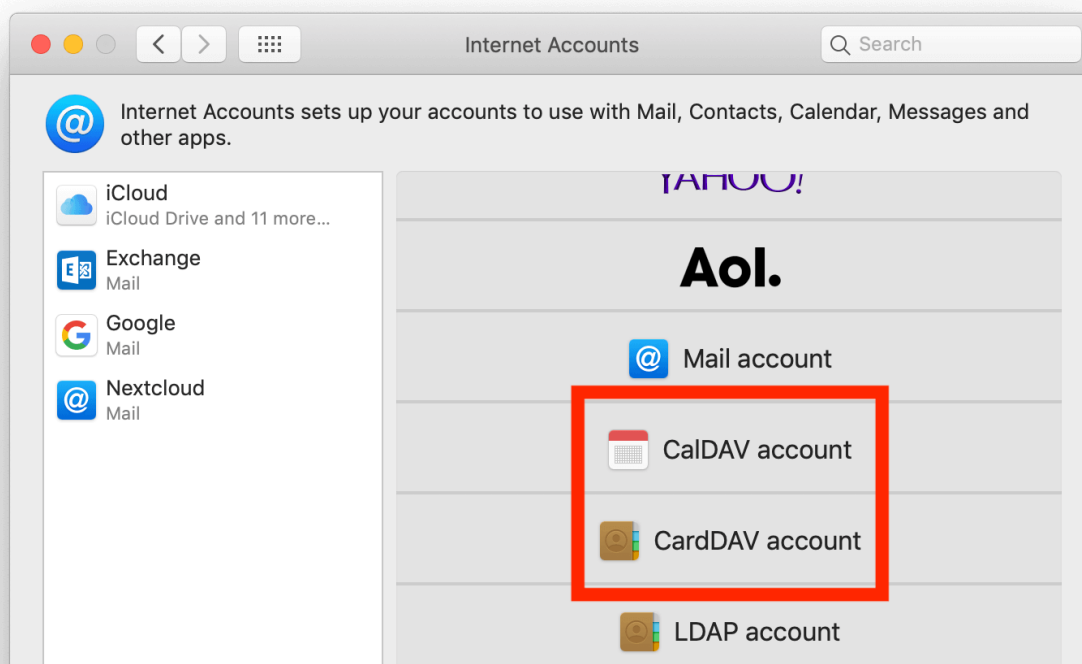 Internet Accounts
Search
Internet Accounts sets up your accounts to use with Mail, Contacts, Calendar, Messages and
other apps.
iCloud
iCloud Drive and 11 more...
Exchange
Mail
Google
Mail
Nextcloud
Mail
YAHOO!
Aol.
Mail account
CalDAV account
CardDAV account
LDAP account